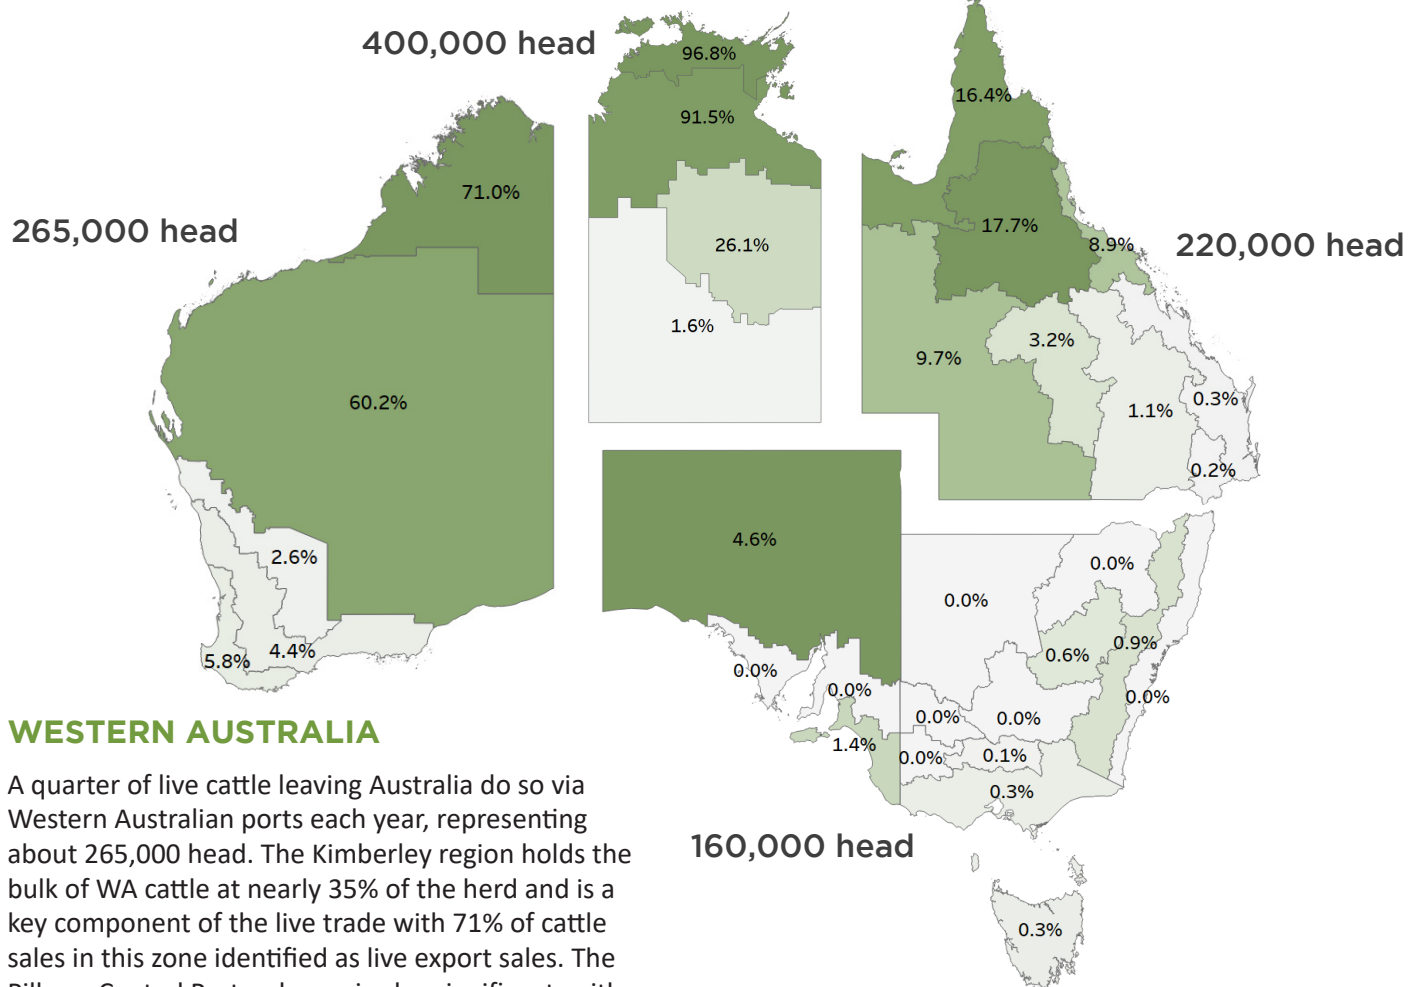 400,000 head
96.8%
91.5%
16.4%
71.0%
265,000 head
17.7%
26.1%
8.9%
220,000 head
1.6%
3.2%
9.7%
60.2%
0.3%
1.1%
0.2%
4.6%
2.6%
0.0%
0.0%
0.9%
0.6%
4.4%
5.8%
0.0%
0.0%
0.0%
0.0%
0.0%
1.4%
0.0%
0.1%
0.3%
160,000 head
0.3%
WESTERN AUSTRALIA
A quarter of live cattle leaving Australia do so via
Western Australian ports each year, representing
about 265,000 head. The Kimberley region holds the
bulk of WA cattle at nearly 35% of the herd and is a
key component of the live trade with 71% of cattle
sales in this zone identified as live export sales. The